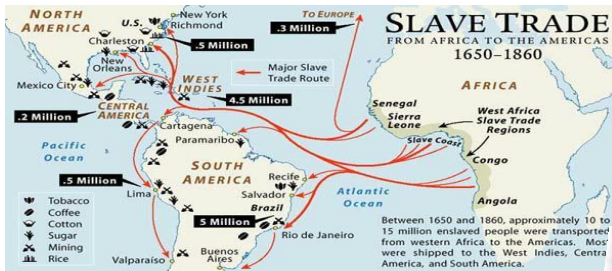 NORTH
AMERICA
U.S.
New York
Richmond
Charleston
.5 Million
New
Orleans
Mexico City
WEST
INDIES
4.5 Million
.2 Million
CENTRAL
AMERICA
Cartagena
Paramaribo
Pacific
Ocean
SOUTH
AMERICA
.5 Million
Lima
Recife
Salvador
Brazil
5 Million
Rio de Janeiro
Buenos
Aires
Valparaíso
Tobacco
Coffee
Cotton
Sugar
Mining
Rice
Major Slave
Trade Route
.3 Million
TO EUROPE
SLAVE TRADE
FROM AFRICA TO THE AMERICAS
1650–1860
AFRICA
Senegal
Sierra
Leone
West Africa
Slave Trade
Regions
Slave Coast
Congo
Angola
Atlantic
Ocean
Between 1650 and 1860, approximately 10 to
15 million enslaved people were transported
from western Africa to the Americas. Most
were shipped to the West Indies, Central
America, and South America.